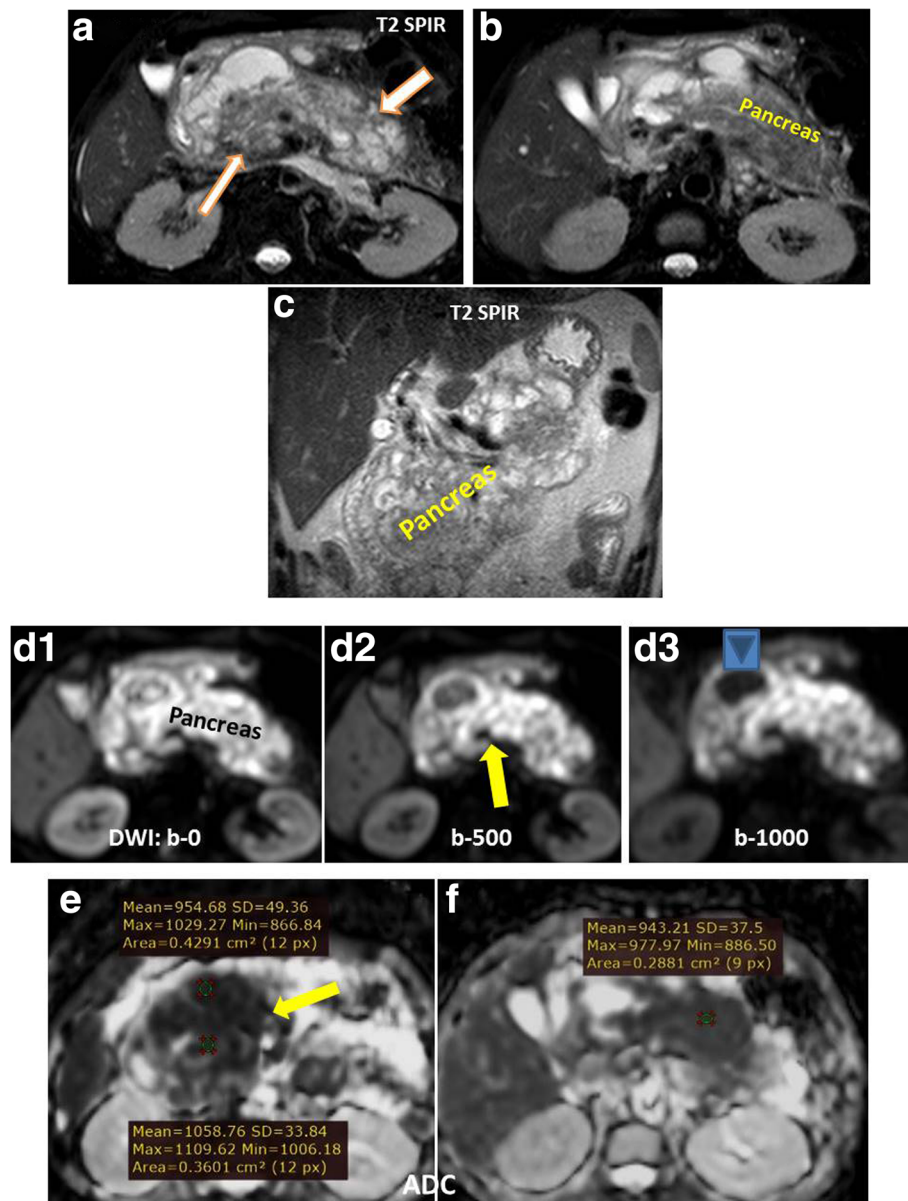 a
T2 SPIR
b
Pancreas
c
T2 SPIR
Pancreas
d1
Pancreas
DWI: b-0
d2
b-500
d3
b-1000
e
Mean=954.68 SD=49.36
Max=1029.27 Min=866.84
Area=0.4291 cm² (12 px)
Mean=1058.76 SD=33.84
Max=1109.62 Min=1006.18
Area=0.3601 cm² (12 px)
f
Mean=943.21 SD=37.5
Max=977.97 Min=886.50
Area=0.2881 cm² (9 px)
ADC